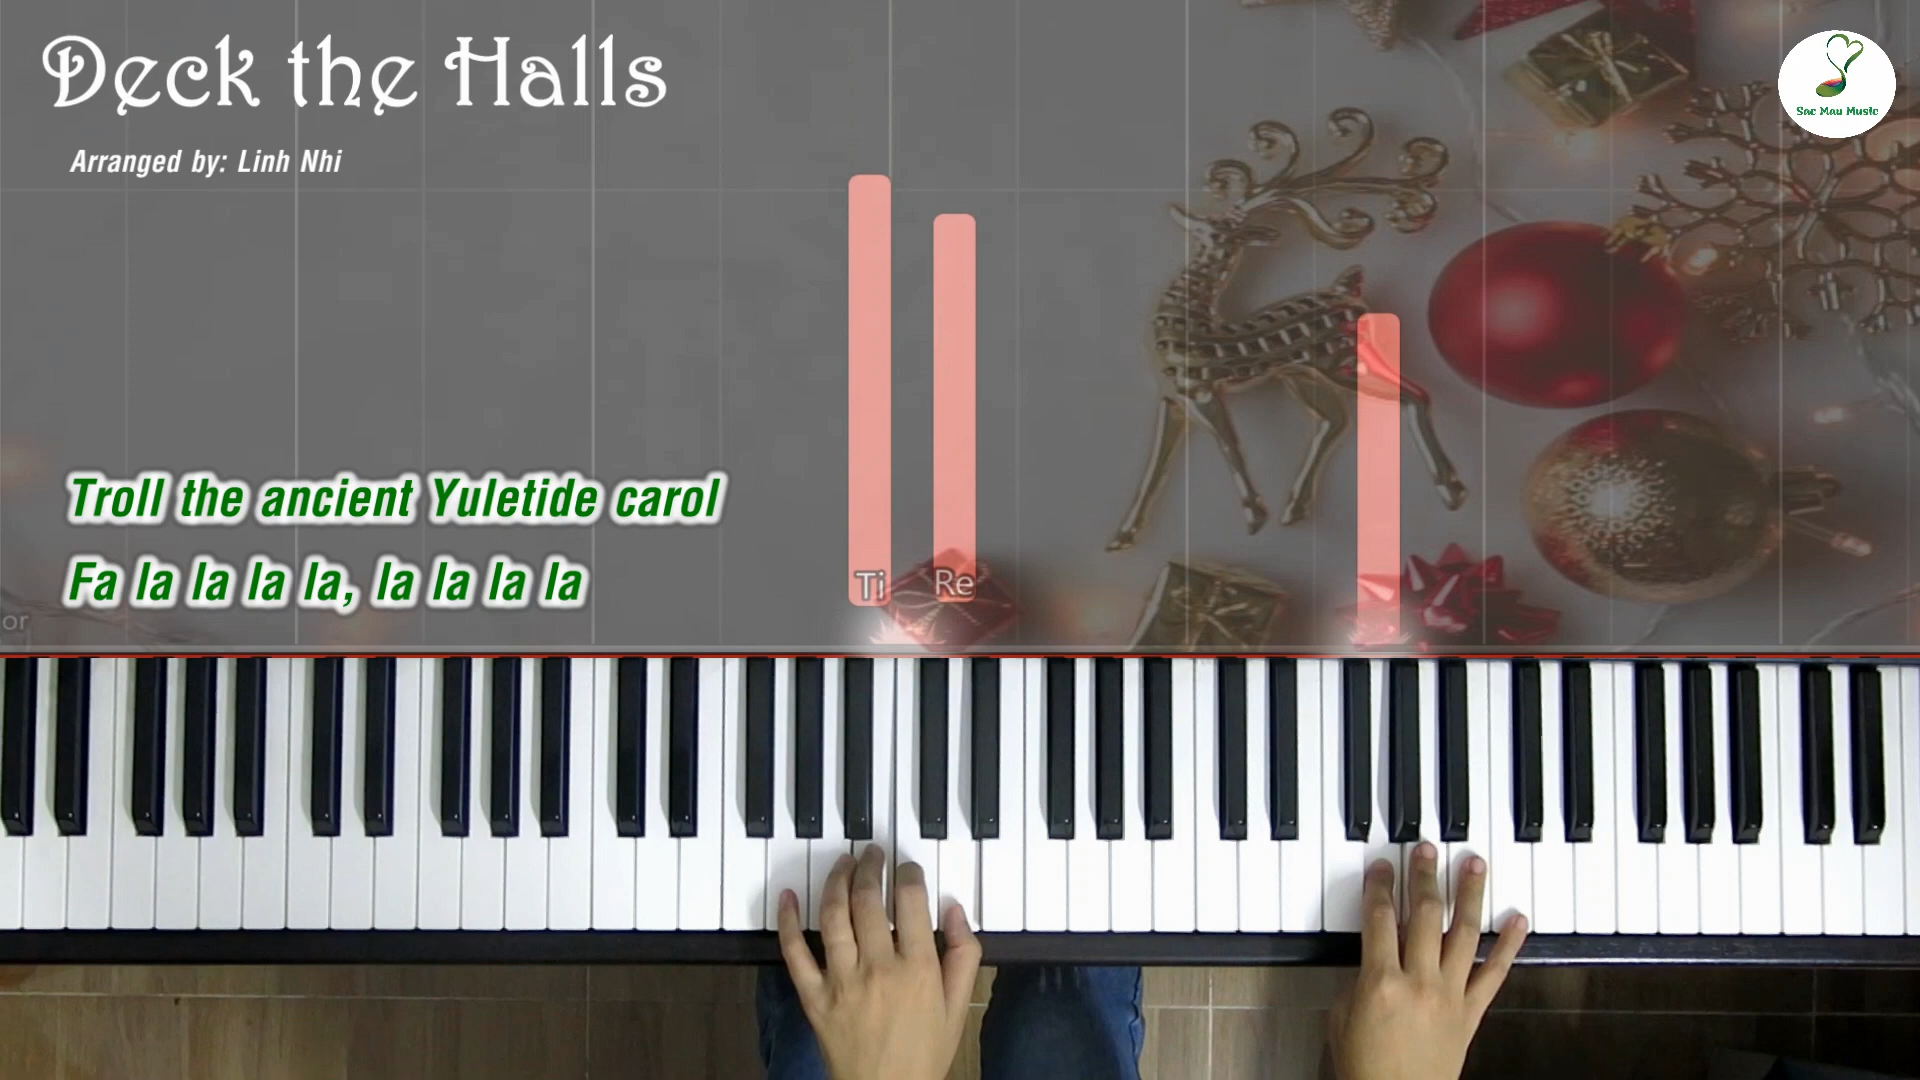 Deck the Halls
Sac Mau Music
Arranged by: Linh Nhi
Troll the ancient Yuletide carol
Fa la la la la, la la la la
Ti
Re
or